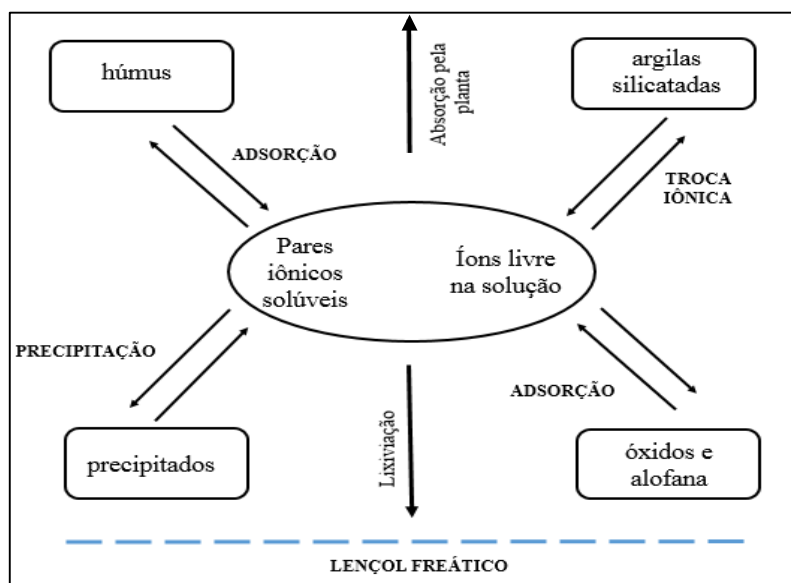 húmus
Absorção pela
planta
argilas
silicatadas
ADSORÇÃO
TROCA
IÔNICA
Pares
iônicos
solúveis
Íons livre
na solução
PRECIPITAÇÃO
precipitados
Lixiviação
ADSORÇÃO
óxidos e
alofana
LENÇOL FREÁTICO